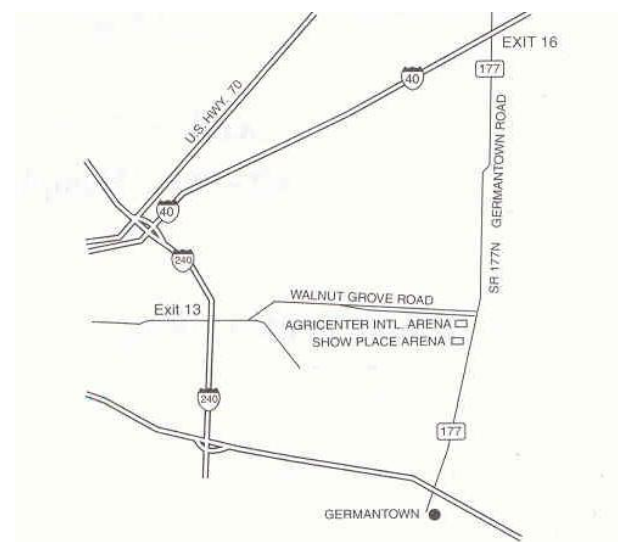 EXIT 16
177
40
U.S. HWY. 70
SR 177N GERMANTOWN ROAD
40
240
WALNUT GROVE ROAD
Exit 13
AGRICENTER INTL. ARENA
SHOW PLACE ARENA
240
177
GERMANTOWN